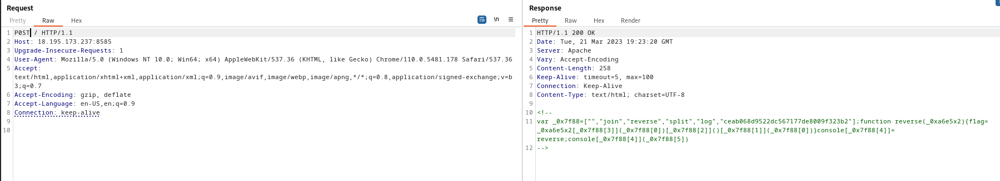 Request
Pretty Raw Hex
\n
1 P0ST / HTTP/1.1
2 Host: 18.195.173.237:8585
3 Upgrade-Insecure-Requests: 1
4 User-Agent: Mozilla/5.0 (Windows NT 10.0; Win64; x64) AppleWebKit/537.36 (KHTML, like Gecko) Chrome/110.0.5481.178 Safari/537.36
5 Accept:
text/html,application/xhtml+xml,application/xml;q=0.9,image/avif,image/webp,image/apng,*/*;q=0.8,application/signed-exchange;v=b
3;q=0.7
6 Accept-Encoding: gzip, deflate
7 Accept-Language: en-US,en;q=0.9
8 Connection: keep-alive
9
10
Response
Pretty Raw Hex Render
1 HTTP/1.1 200 OK
2 Date: Tue, 21 Mar 2023 19:23:20 GMT
3 Server: Apache
4 Vary: Accept-Encoding
5 Content-Length: 258
6 Keep-Alive: timeout=5, max=100
7 Connection: Keep-Alive
8 Content-Type: text/html; charset=UTF-8
9
10 <!--
11 var _0x7f88=["","join","reverse","split","log","ceab068d9522dc567177de8009f323b2"];function reverse(_0xa6e5x2){flag=
_0xa6e5x2[_0x7f88[3]](_0x7f88[0])[_0x7f88[2]]()[_0x7f88[1]](_0x7f88[0])}console[_0x7f88[4]]=
reverse;console[_0x7f88[4]](_0x7f88[5])
12 -->